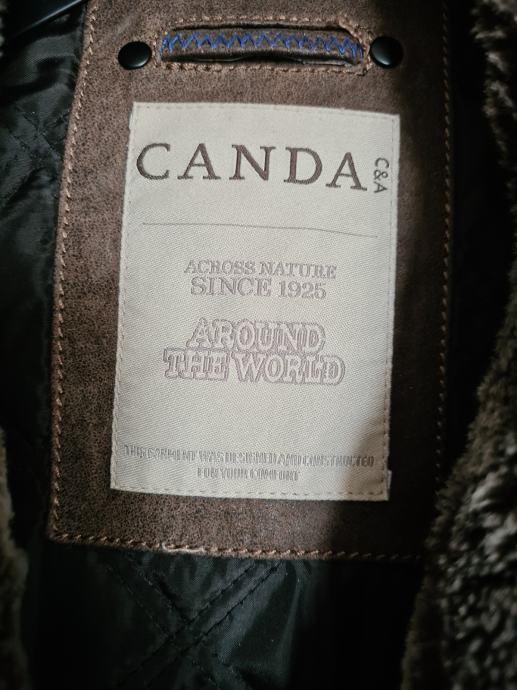 CANDA
C&A
ACROSS NATURE
SINCE 1925
AROUND
THE WORLD
THIS GARMENT WAS DESIGNED AND CONSTRUCTED
FOR YOUR COMFORT